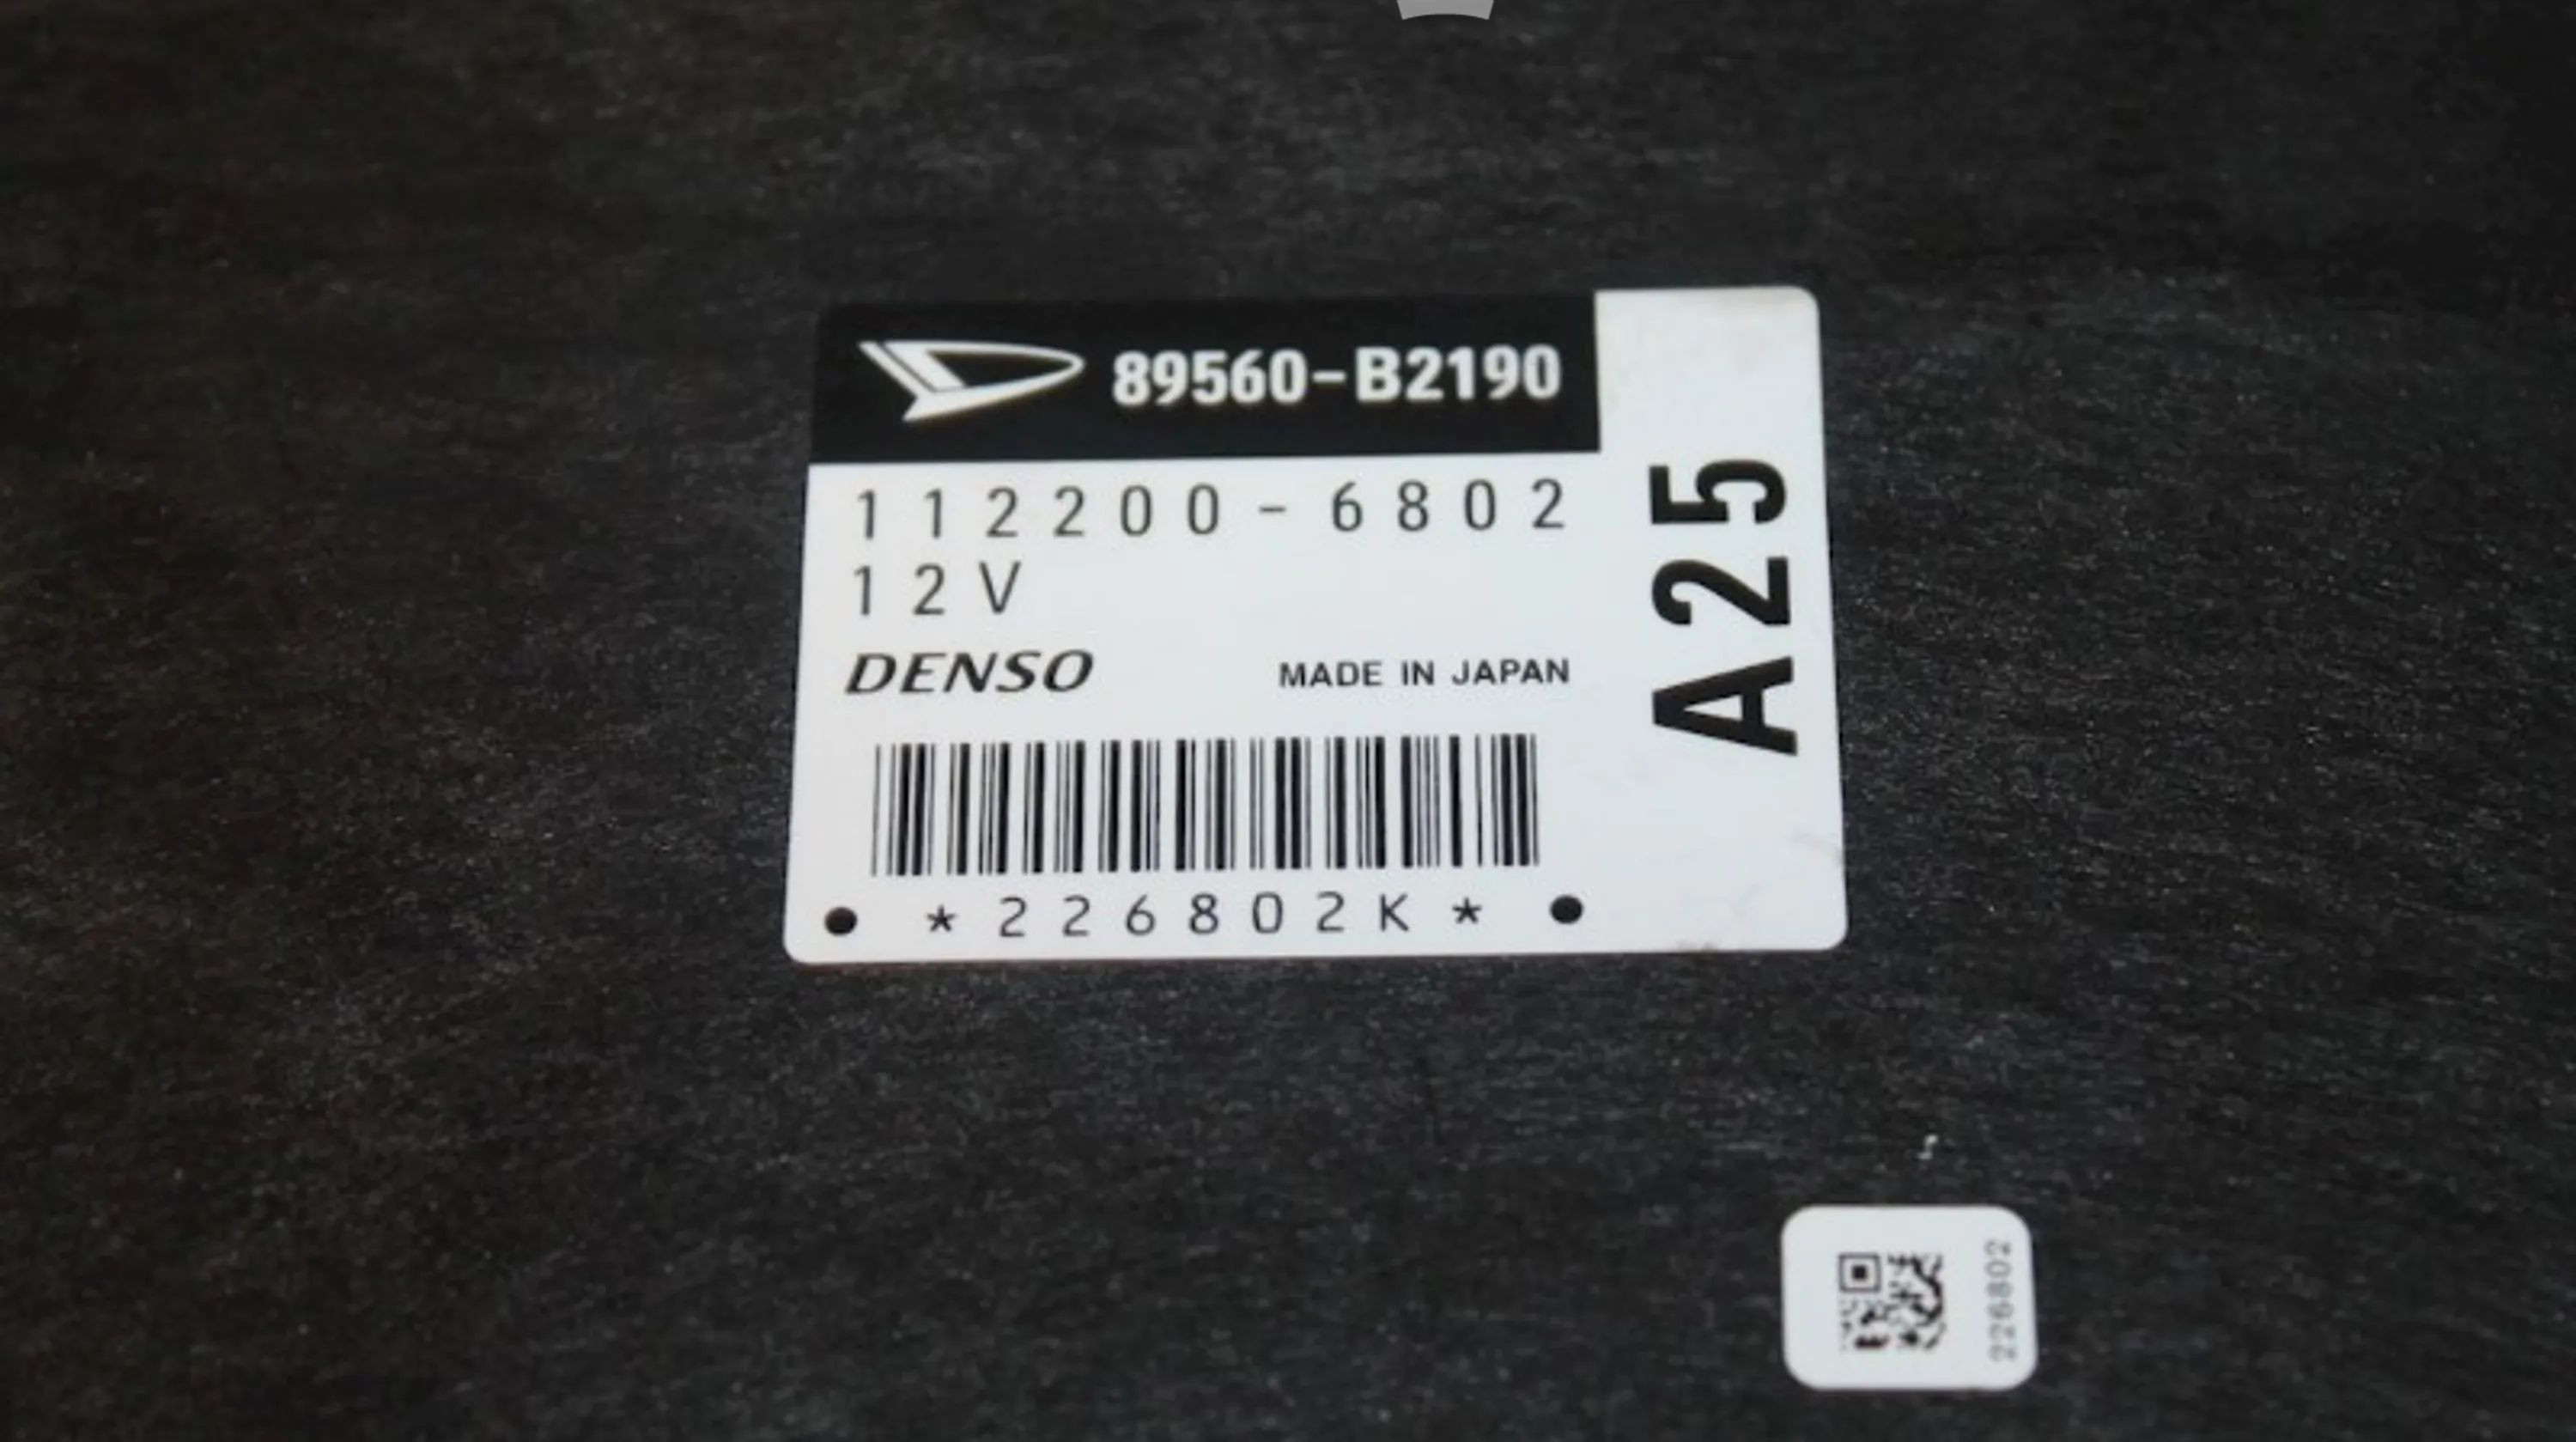 89560-B2190
112200-6802
12V
DENSO MADE IN JAPAN
*226802K*
A25
226802